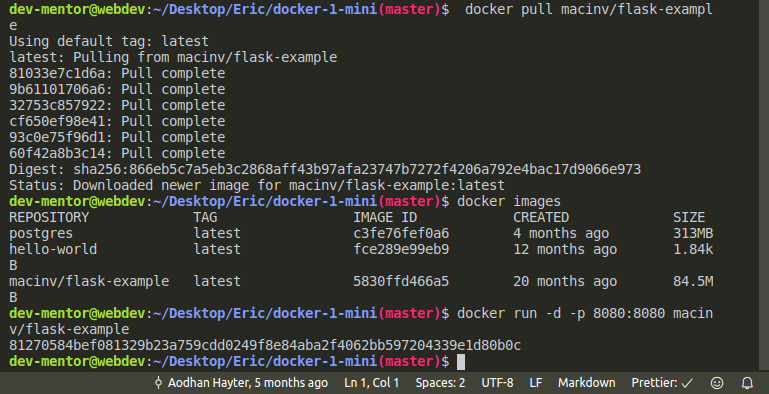 dev-mentor@webdev:~/Desktop/Eric/docker-1-mini(master)$  docker pull macinv/flask-exampl
e
Using default tag: latest
latest: Pulling from macinv/flask-example
81033e7c1d6a: Pull complete
9b61101706a6: Pull complete
32753c857922: Pull complete
cf650ef98e41: Pull complete
93c0e75f96d1: Pull complete
60f42a8b3c14: Pull complete
Digest: sha256:866eb5c7a5eb3c2868aff43b97afa23747b7272f4206a792e4bac17d9066e973
Status: Downloaded newer image for macinv/flask-example:latest
dev-mentor@webdev:~/Desktop/Eric/docker-1-mini(master)$ docker images
REPOSITORY TAG IMAGE ID CREATED SIZE
postgres latest c3fe76fef0a6 4 months ago 313MB
hello-world latest fce289e99eb9 12 months ago 1.84k
B
macinv/flask-example latest 5830ffd466a5 20 months ago 84.5M
B
dev-mentor@webdev:~/Desktop/Eric/docker-1-mini(master)$ docker run -d -p 8080:8080 macin
v/flask-example
81270584bef081329b23a759cdd0249f8e84aba2f4062bb597204339e1d80b0c
dev-mentor@webdev:~/Desktop/Eric/docker-1-mini(master)$
Aodhan Hayter, 5 months ago Ln 1, Col 1 Spaces: 2 UTF-8 LF Markdown Prettier: ✓